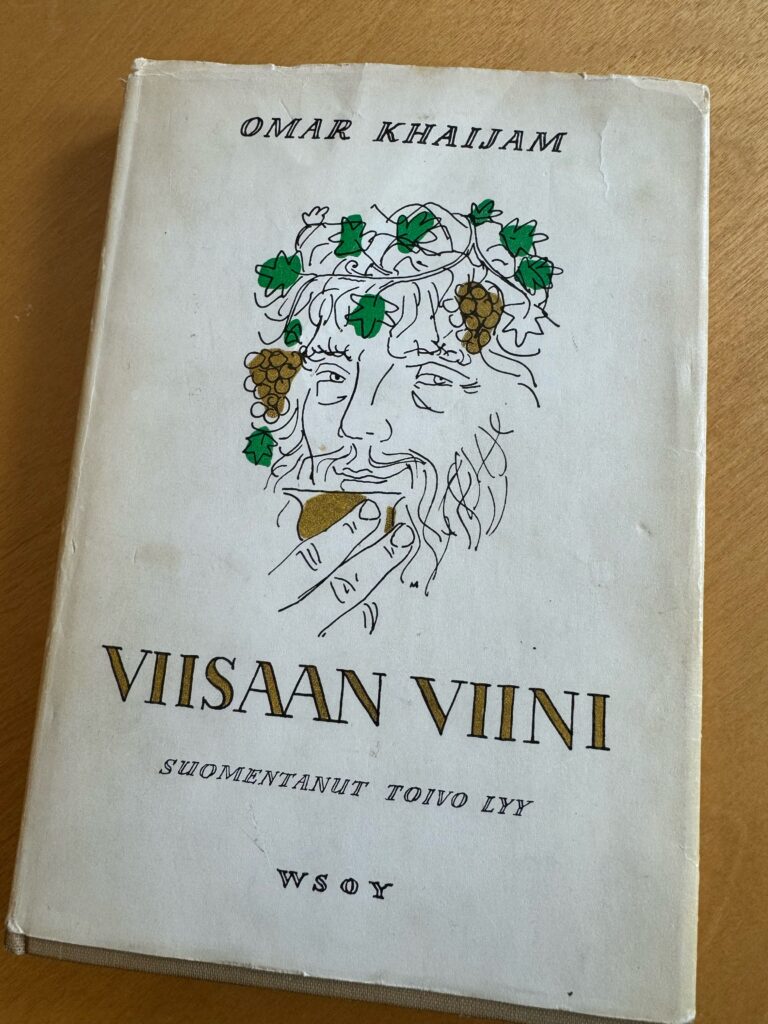 OMAR KHAIJAM
VIISAAN VIINI
SUOMENTANUT TOIVO LYY
WSOY